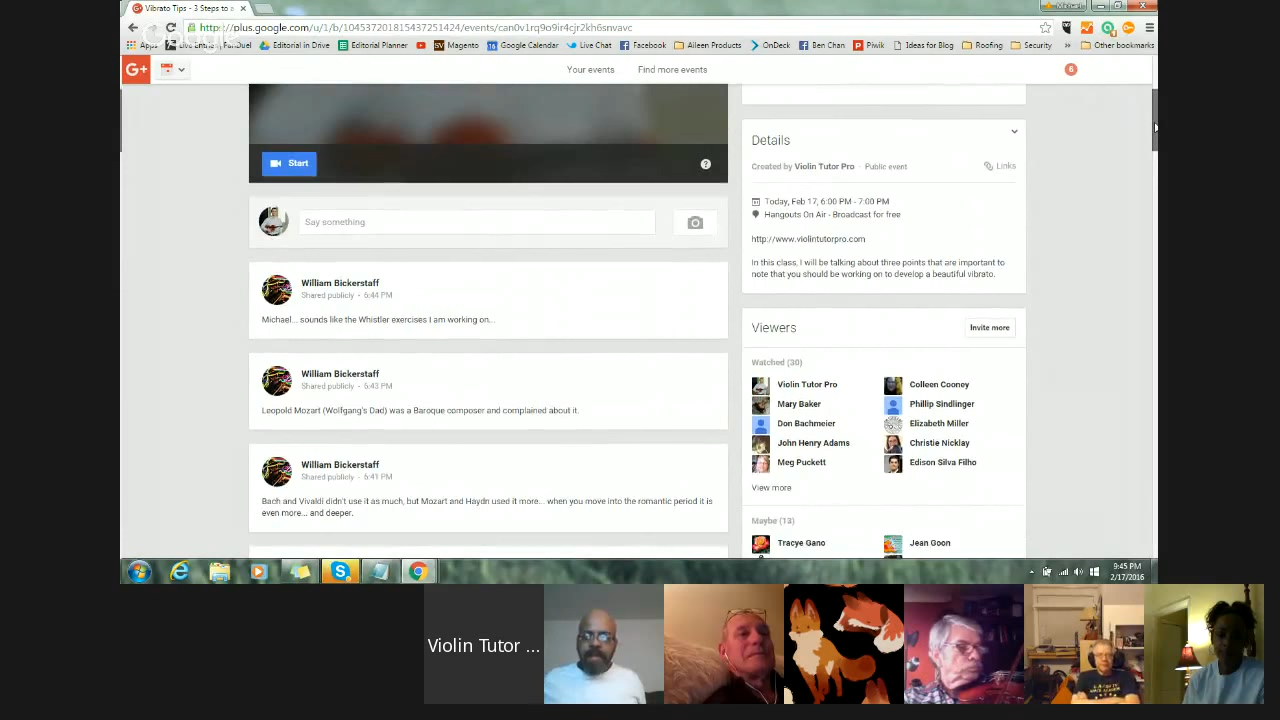 Vibrato Tips - 3 Steps to a
Michael
http://plus.google.com/u/1/b/104537201815437251424/events/can0v1rq9o9ir4cjr2kh6snvavc
Google
Apps
Editorial in Drive
Editorial Planner
Magento
Google Calendar
Live Chat
Facebook
Aileen Products
OnDeck
Ben Chan
Piwik
Ideas for Blog
Roofing
Security
»
Other bookmarks
G+
Your events
Find more events
6
Start
?
Say something
William Bickerstaff
Shared publicly - 6:44 PM
Michael... sounds like the Whistler exercises I am working on...
William Bickerstaff
Shared publicly - 6:43 PM
Leopold Mozart (Wolfgang's Dad) was a Baroque composer and complained about it.
William Bickerstaff
Shared publicly - 6:41 PM
Bach and Vivaldi didn't use it as much, but Mozart and Haydn used it more... when you move into the romantic period it is
even more... and deeper.
Details
Created by Violin Tutor Pro · Public event
Links
Today, Feb 17, 6:00 PM - 7:00 PM
Hangouts On Air - Broadcast for free
http://www.violintutorpro.com
In this class, I will be talking about three points that are important to
note that you should be working on to develop a beautiful vibrato.
Viewers
Invite more
Watched (30)
Violin Tutor Pro
Colleen Cooney
Mary Baker
Phillip Sindlinger
Don Bachmeier
Elizabeth Miller
John Henry Adams
Christie Nicklay
Meg Puckett
Edison Silva Filho
View more
Maybe (13)
Tracye Gano
Jean Goon
9:45 PM
2/17/2016
Violin Tutor ...